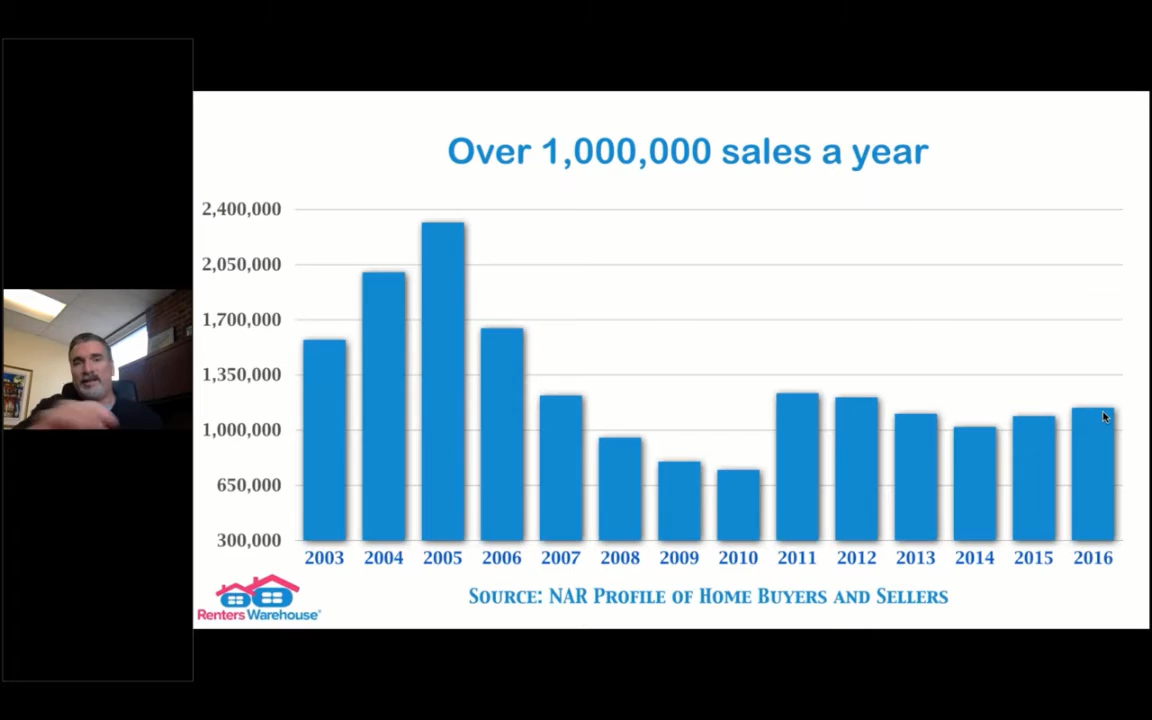 Over 1,000,000 sales a year
2,400,000
2,050,000
1,700,000
1,350,000
1,000,000
650,000
300,000
2003 2004 2005 2006 2007 2008 2009 2010 2011 2012 2013 2014 2015 2016
Source: NAR Profile of Home Buyers and Sellers
Renters Warehouse®